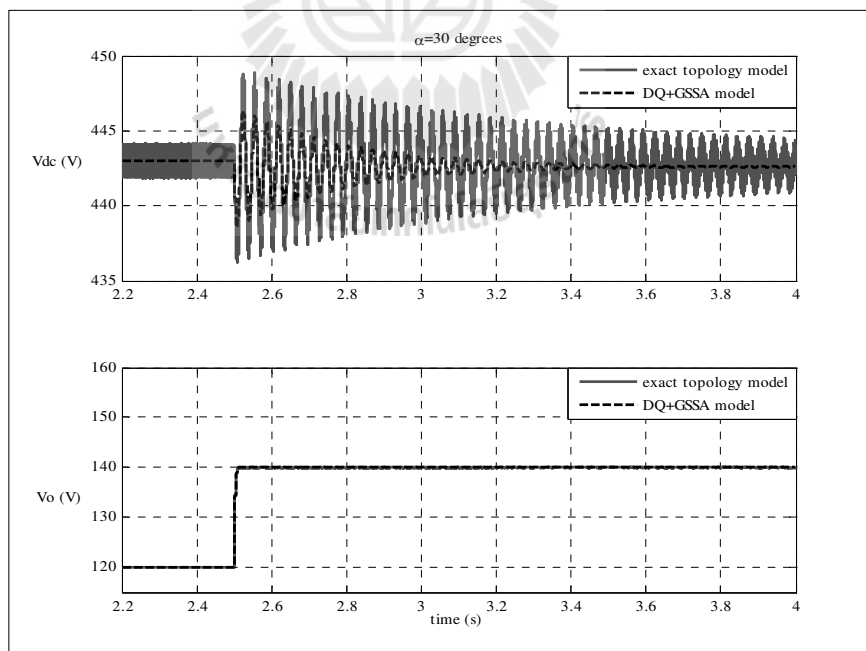 α=30 degrees
450
445
440
435
Vdc (V)
exact topology model
DQ+GSSA model
2.2 2.4 2.6 2.8 3 3.2 3.4 3.6 3.8 4
160
150
140
130
120
Vo (V)
exact topology model
DQ+GSSA model
2.2 2.4 2.6 2.8 3 3.2 3.4 3.6 3.8 4
time (s)